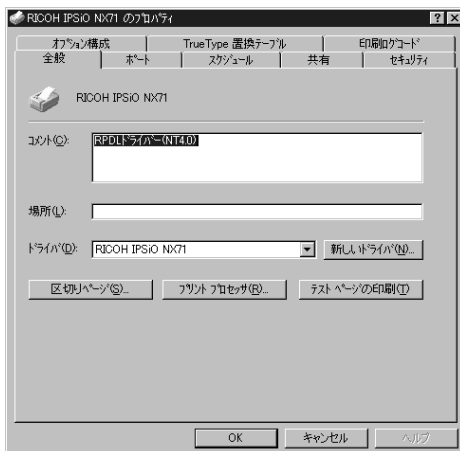 RICOH IPSiO NX71 のﾌﾟﾛﾊﾟﾃｨ
ｵﾌﾟｼｮﾝ構成 TrueType 置換ﾃｰﾌﾞﾙ 印刷ﾛｸﾞｺｰﾄﾞ
全般 ﾎﾟｰﾄ ｽｹｼﾞｭｰﾙ 共有 ｾｷｭﾘﾃｨ
RICOH IPSiO NX71
ｺﾒﾝﾄ(C): RPDLﾄﾞﾗｲﾊﾞｰ(NT4.0)
場所(L):
ﾄﾞﾗｲﾊﾞ(D): RICOH IPSiO NX71 新しいﾄﾞﾗｲﾊﾞ(N)...
区切りﾍﾟｰｼﾞ(S)... ﾌﾟﾘﾝﾄ ﾌﾟﾛｾｯｻ(R)... ﾃｽﾄ ﾍﾟｰｼﾞの印刷(T)
OK ｷｬﾝｾﾙ ﾍﾙﾌﾟ